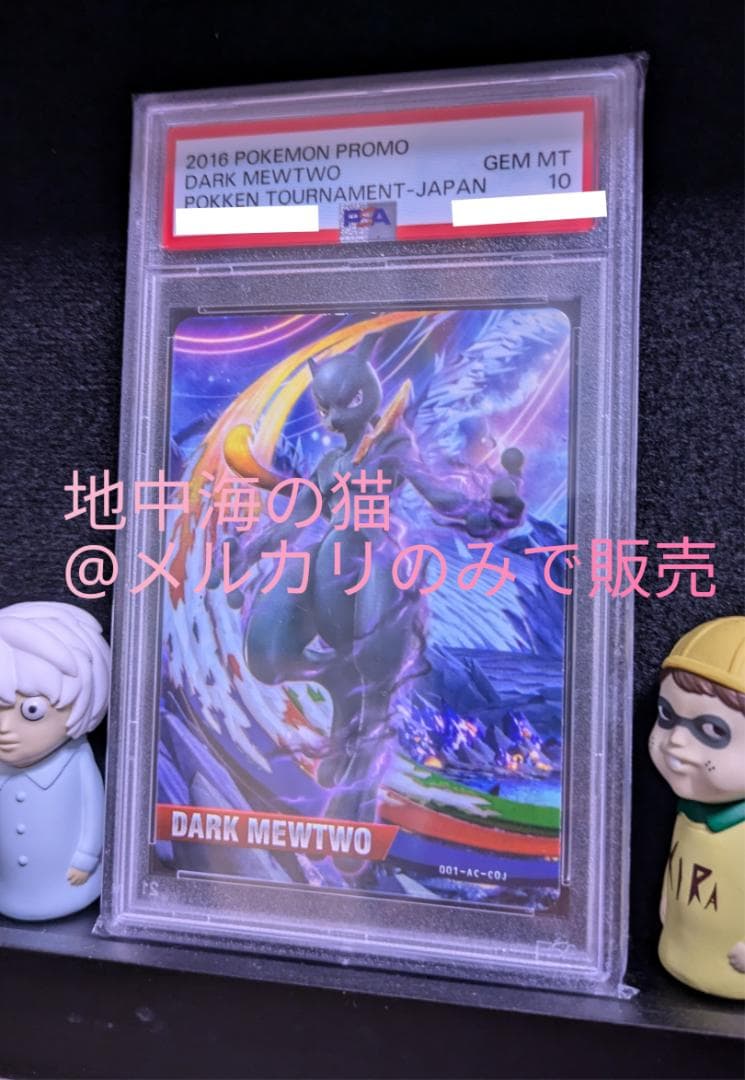 2016 POKEMON PROMO
DARK MEWTWO GEM MT
POKKEN TOURNAMENT-JAPAN 10
PSA
地中海の猫
@メルカリのみで販売
KIRA
DARK MEWTWO
001-AC-COJ